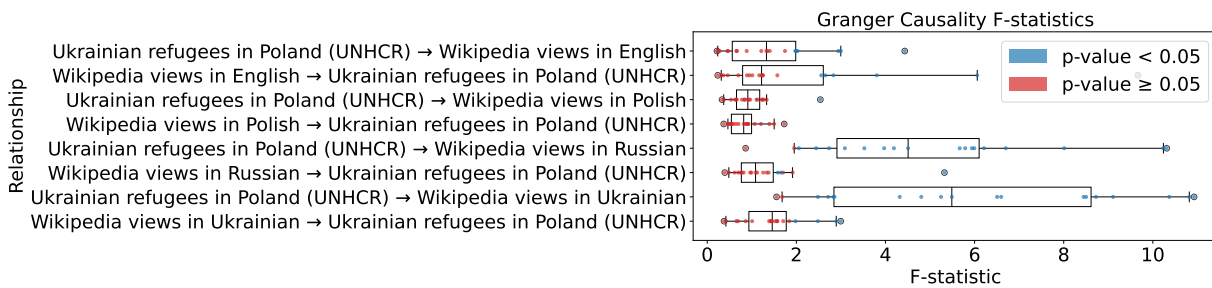 Granger Causality F-statistics
Relationship
Ukrainian refugees in Poland (UNHCR) → Wikipedia views in English
Wikipedia views in English → Ukrainian refugees in Poland (UNHCR)
Ukrainian refugees in Poland (UNHCR) → Wikipedia views in Polish
Wikipedia views in Polish → Ukrainian refugees in Poland (UNHCR)
Ukrainian refugees in Poland (UNHCR) → Wikipedia views in Russian
Wikipedia views in Russian → Ukrainian refugees in Poland (UNHCR)
Ukrainian refugees in Poland (UNHCR) → Wikipedia views in Ukrainian
Wikipedia views in Ukrainian → Ukrainian refugees in Poland (UNHCR)
p-value < 0.05
p-value ≥ 0.05
0 2 4 6 8 10
F-statistic